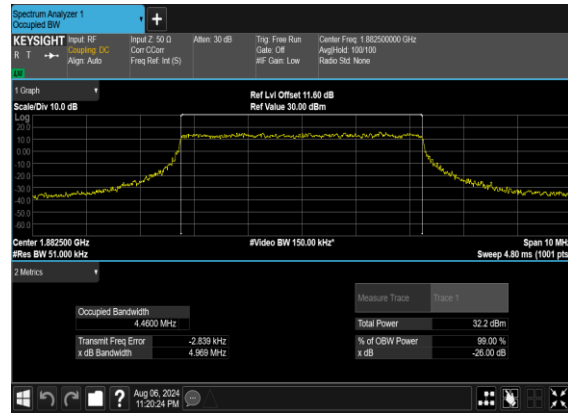 Spectrum Analyzer 1
Occupied BW
+
KEYSIGHT Input: RF Input Z: 50 Ω Atten: 30 dB Trig: Free Run Center Freq: 1.882500000 GHz
R T Coupling: DC Corr CCorr Gate: Off Avg|Hold: 100/100
Align: Auto Freq Ref: Int (S) #IF Gain: Low Radio Std: None
1 Graph
Ref Lvl Offset 11.60 dB
Scale/Div 10.0 dB Ref Value 30.00 dBm
Log
20.0
10.0
0.00
-10.0
-20.0
-30.0
-40.0
-50.0
-60.0
Center 1.882500 GHz #Video BW 150.00 kHz* Span 10 MHz
#Res BW 51.000 kHz Sweep 4.80 ms (1001 pts
2 Metrics
Measure Trace Trace 1
Occupied Bandwidth
4.4600 MHz Total Power 32.2 dBm
Transmit Freq Error -2.839 kHz % of OBW Power 99.00 %
x dB Bandwidth 4.969 MHz x dB -26.00 dB
? Aug 06, 2024
11:20:24 PM